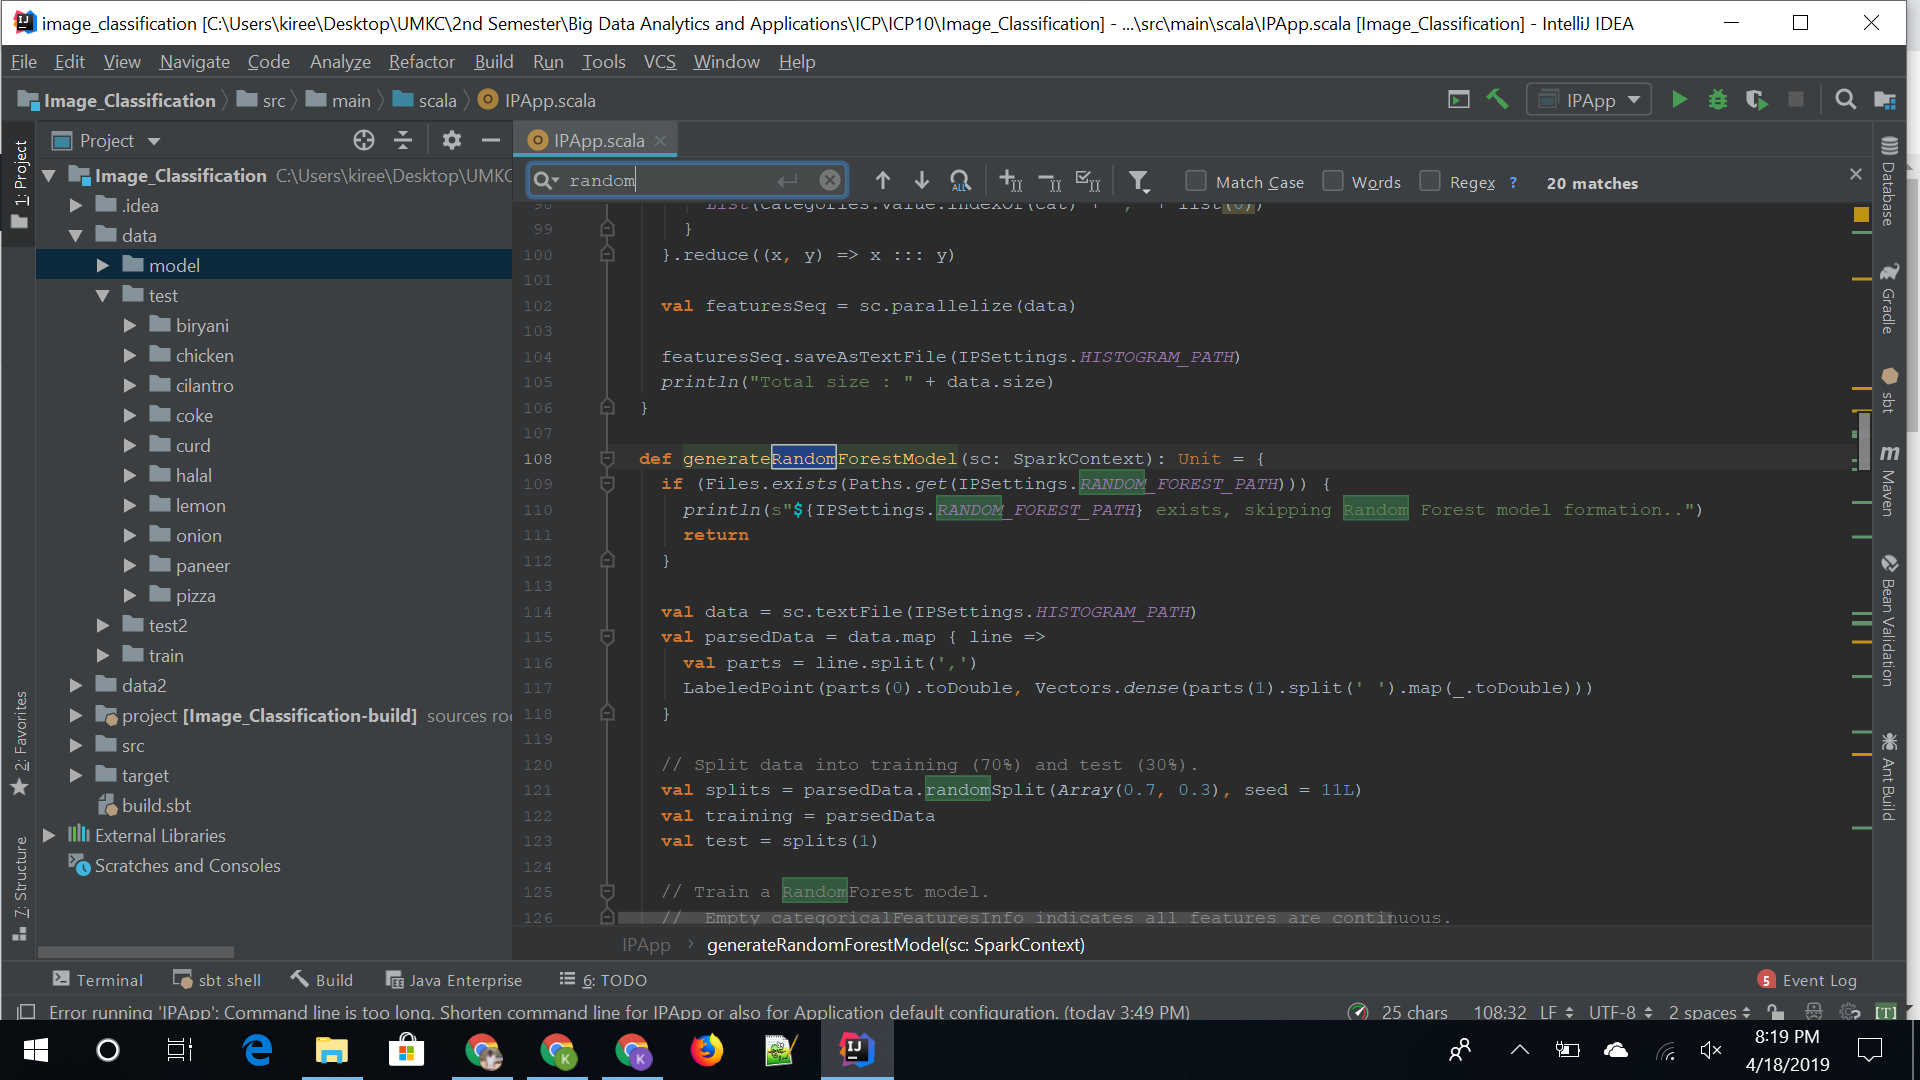 image_classification [C:\Users\kiree\Desktop\UMKC\2nd Semester\Big Data Analytics and Applications\ICP\ICP10\Image_Classification] - ...\src\main\scala\IPApp.scala [Image_Classification] - IntelliJ IDEA
File Edit View Navigate Code Analyze Refactor Build Run Tools VCS Window Help
Image_Classification src main scala IPApp.scala IPApp
1: Project
2: Favorites
7: Structure
Project
Image_Classification C:\Users\kiree\Desktop\UMKC
.idea
data
model
test
biryani
chicken
cilantro
coke
curd
halal
lemon
onion
paneer
pizza
test2
train
data2
project [Image_Classification-build] sources roo
src
target
build.sbt
External Libraries
Scratches and Consoles
IPApp.scala
random Match Case Words Regex ? 20 matches
98 List(categories.value.indexOf(cat) + "," + list(0))
99 }
100 }.reduce((x, y) => x ::: y)
101
102 val featuresSeq = sc.parallelize(data)
103
104 featuresSeq.saveAsTextFile(IPSettings.HISTOGRAM_PATH)
105 println("Total size : " + data.size)
106 }
107
108 def generateRandomForestModel(sc: SparkContext): Unit = {
109 if (Files.exists(Paths.get(IPSettings.RANDOM_FOREST_PATH))) {
110 println(s"${IPSettings.RANDOM_FOREST_PATH} exists, skipping Random Forest model formation..")
111 return
112 }
113
114 val data = sc.textFile(IPSettings.HISTOGRAM_PATH)
115 val parsedData = data.map { line =>
116 val parts = line.split(',')
117 LabeledPoint(parts(0).toDouble, Vectors.dense(parts(1).split(' ').map(_.toDouble)))
118 }
119
120 // Split data into training (70%) and test (30%).
121 val splits = parsedData.randomSplit(Array(0.7, 0.3), seed = 11L)
122 val training = parsedData
123 val test = splits(1)
124
125 // Train a RandomForest model.
126 // Empty categoricalFeaturesInfo indicates all features are continuous.
IPApp › generateRandomForestModel(sc: SparkContext)
Database
Gradle
sbt
m Maven
Bean Validation
Ant Build
Terminal sbt shell Build Java Enterprise 6: TODO 5 Event Log
Error running 'IPApp': Command line is too long. Shorten command line for IPApp or also for Application default configuration. (today 3:49 PM) 25 chars 108:32 LF UTF-8 2 spaces [T]
K K IJ
8:19 PM
4/18/2019